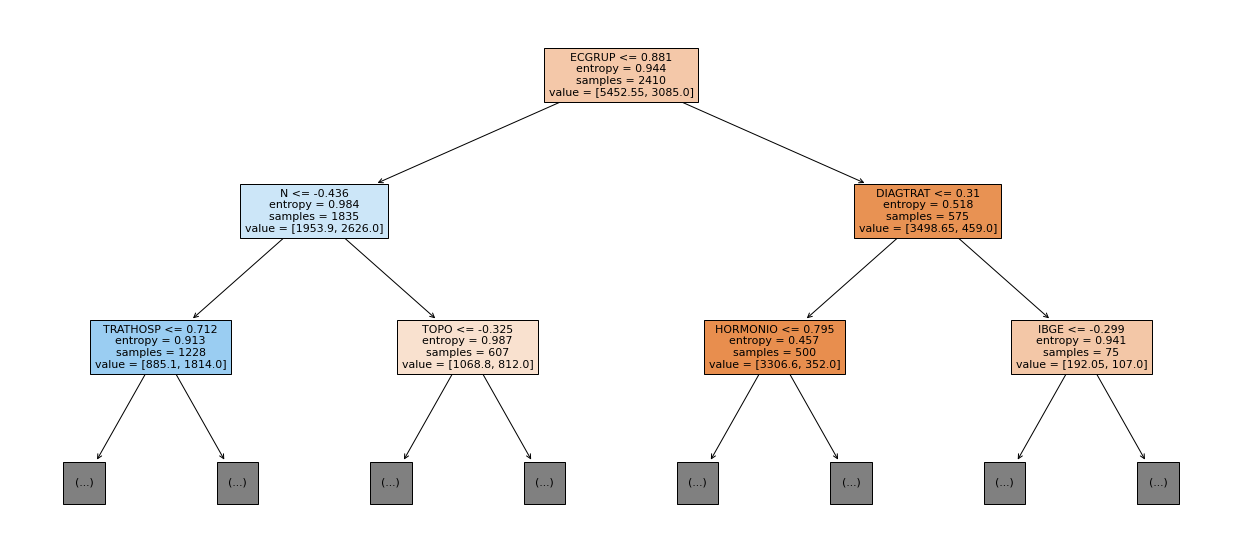 ECGRUP <= 0.881
entropy = 0.944
samples = 2410
value = [5452.55, 3085.0]
N <= -0.436
entropy = 0.984
samples = 1835
value = [1953.9, 2626.0]
DIAGTRAT <= 0.31
entropy = 0.518
samples = 575
value = [3498.65, 459.0]
TRATHOSP <= 0.712
entropy = 0.913
samples = 1228
value = [885.1, 1814.0]
TOPO <= -0.325
entropy = 0.987
samples = 607
value = [1068.8, 812.0]
HORMONIO <= 0.795
entropy = 0.457
samples = 500
value = [3306.6, 352.0]
IBGE <= -0.299
entropy = 0.941
samples = 75
value = [192.05, 107.0]
(...)
(...)
(...)
(...)
(...)
(...)
(...)
(...)